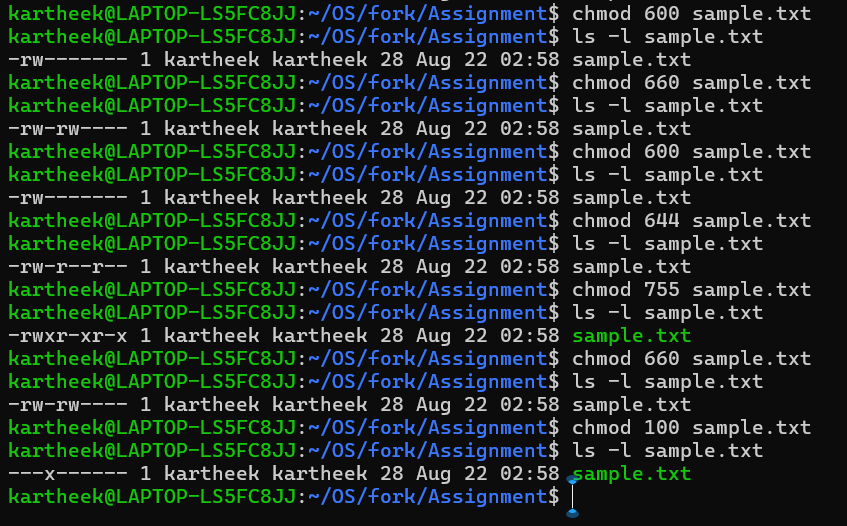 kartheek@LAPTOP-LS5FC8JJ:~/OS/fork/Assignment$ chmod 600 sample.txt
kartheek@LAPTOP-LS5FC8JJ:~/OS/fork/Assignment$ ls -l sample.txt
-rw------- 1 kartheek kartheek 28 Aug 22 02:58 sample.txt
kartheek@LAPTOP-LS5FC8JJ:~/OS/fork/Assignment$ chmod 660 sample.txt
kartheek@LAPTOP-LS5FC8JJ:~/OS/fork/Assignment$ ls -l sample.txt
-rw-rw---- 1 kartheek kartheek 28 Aug 22 02:58 sample.txt
kartheek@LAPTOP-LS5FC8JJ:~/OS/fork/Assignment$ chmod 600 sample.txt
kartheek@LAPTOP-LS5FC8JJ:~/OS/fork/Assignment$ ls -l sample.txt
-rw------- 1 kartheek kartheek 28 Aug 22 02:58 sample.txt
kartheek@LAPTOP-LS5FC8JJ:~/OS/fork/Assignment$ chmod 644 sample.txt
kartheek@LAPTOP-LS5FC8JJ:~/OS/fork/Assignment$ ls -l sample.txt
-rw-r--r-- 1 kartheek kartheek 28 Aug 22 02:58 sample.txt
kartheek@LAPTOP-LS5FC8JJ:~/OS/fork/Assignment$ chmod 755 sample.txt
kartheek@LAPTOP-LS5FC8JJ:~/OS/fork/Assignment$ ls -l sample.txt
-rwxr-xr-x 1 kartheek kartheek 28 Aug 22 02:58 sample.txt
kartheek@LAPTOP-LS5FC8JJ:~/OS/fork/Assignment$ chmod 660 sample.txt
kartheek@LAPTOP-LS5FC8JJ:~/OS/fork/Assignment$ ls -l sample.txt
-rw-rw---- 1 kartheek kartheek 28 Aug 22 02:58 sample.txt
kartheek@LAPTOP-LS5FC8JJ:~/OS/fork/Assignment$ chmod 100 sample.txt
kartheek@LAPTOP-LS5FC8JJ:~/OS/fork/Assignment$ ls -l sample.txt
---x------ 1 kartheek kartheek 28 Aug 22 02:58 sample.txt
kartheek@LAPTOP-LS5FC8JJ:~/OS/fork/Assignment$